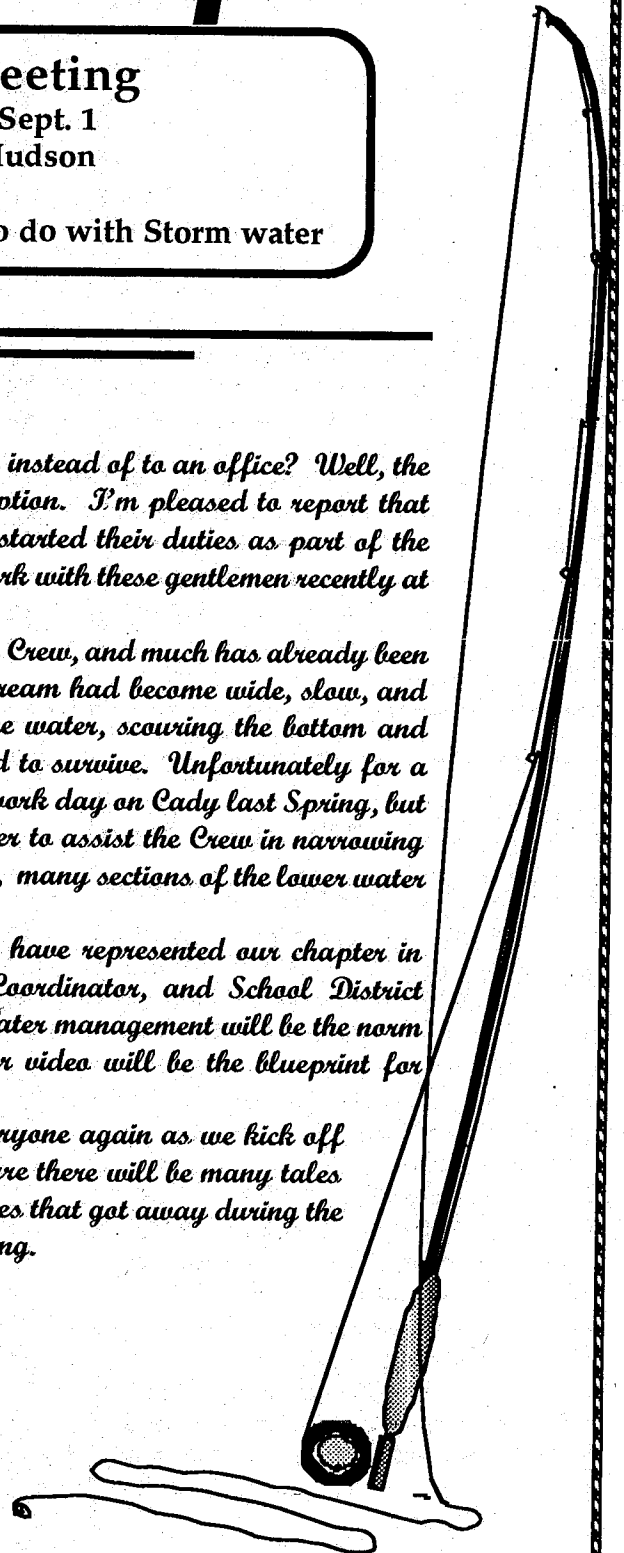 eeting
Sept. 1
Hudson
o do with Storm water
instead of to an office? Well, the
ption. I'm pleased to report that
started their duties as part of the
rk with these gentlemen recently at
Crew, and much has already been
ream had become wide, slow, and
e water, scouring the bottom and
d to survive. Unfortunately for a
work day on Cady last Spring, but
er to assist the Crew in narrowing
, many sections of the lower water
have represented our chapter in
Coordinator, and School District
ater management will be the norm
r video will be the blueprint for
ryone again as we kick off
re there will be many tales
es that got away during the
ng.